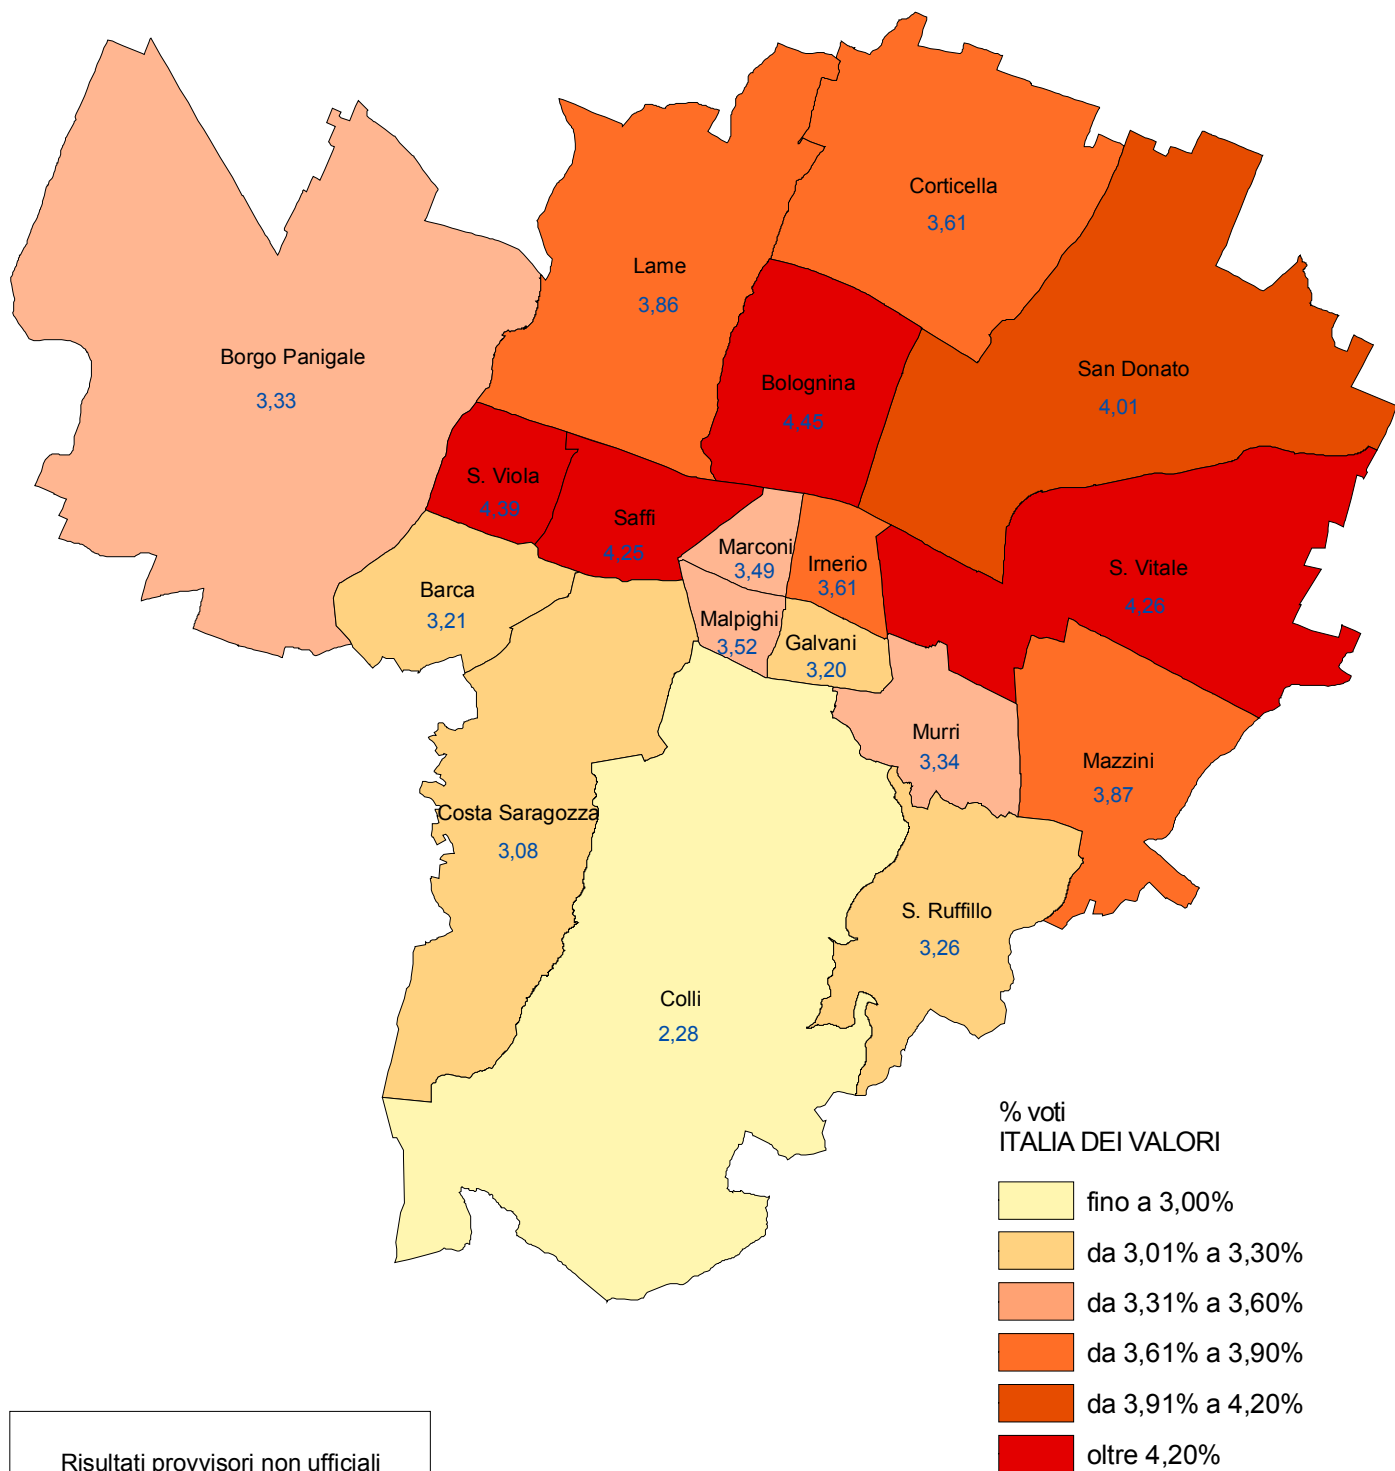 Corticella
3,61
Lame
3,86
Borgo Panigale
3,33
Bolognina
4,45
San Donato
4,01
S. Viola
4,39
Saffi
4,25
Marconi
3,49
Irnerio
3,61
S. Vitale
4,26
Barca
3,21
Malpighi
3,52
Galvani
3,20
Murri
3,34
Mazzini
3,87
Costa Saragozza
3,08
S. Ruffillo
3,26
Colli
2,28
% voti
ITALIA DEI VALORI
fino a 3,00%
da 3,01% a 3,30%
da 3,31% a 3,60%
da 3,61% a 3,90%
da 3,91% a 4,20%
oltre 4,20%
Risultati provvisori non ufficiali